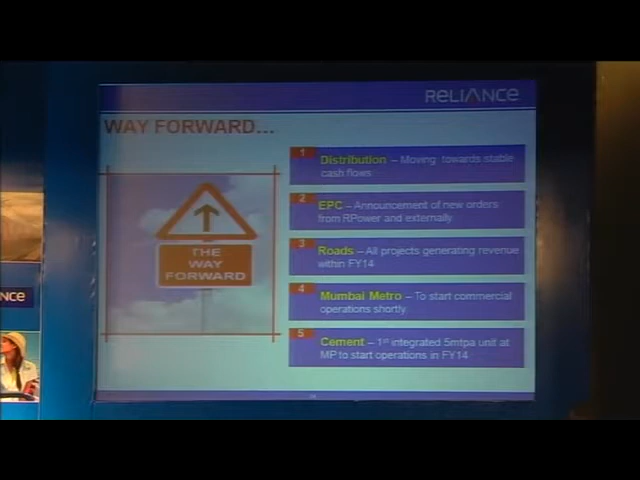 RELIANCE
WAY FORWARD...
1
Distribution – Moving towards stable
cash flows
2
EPC – Announcement of new orders
from RPower and externally
3
Roads – All projects generating revenue
within FY14
4
Mumbai Metro – To start commercial
operations shortly
5
Cement – 1st integrated 5mtpa unit at
MP to start operations in FY14
THE
WAY
FORWARD
NCE